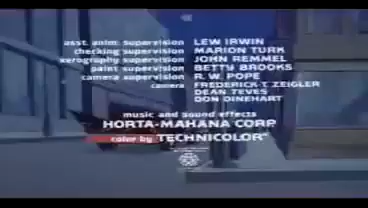 asst. anim. supervision LEW IRWIN
checking supervision MARION TURK
xerography supervision JOHN REMMEL
paint supervision BETTY BROOKS
camera supervision R. W. POPE
camera FREDERICK T. ZIEGLER
DEAN TEVES
DON DINEHART
music and sound effects
HORTA-MAHANA CORP
color by TECHNICOLOR